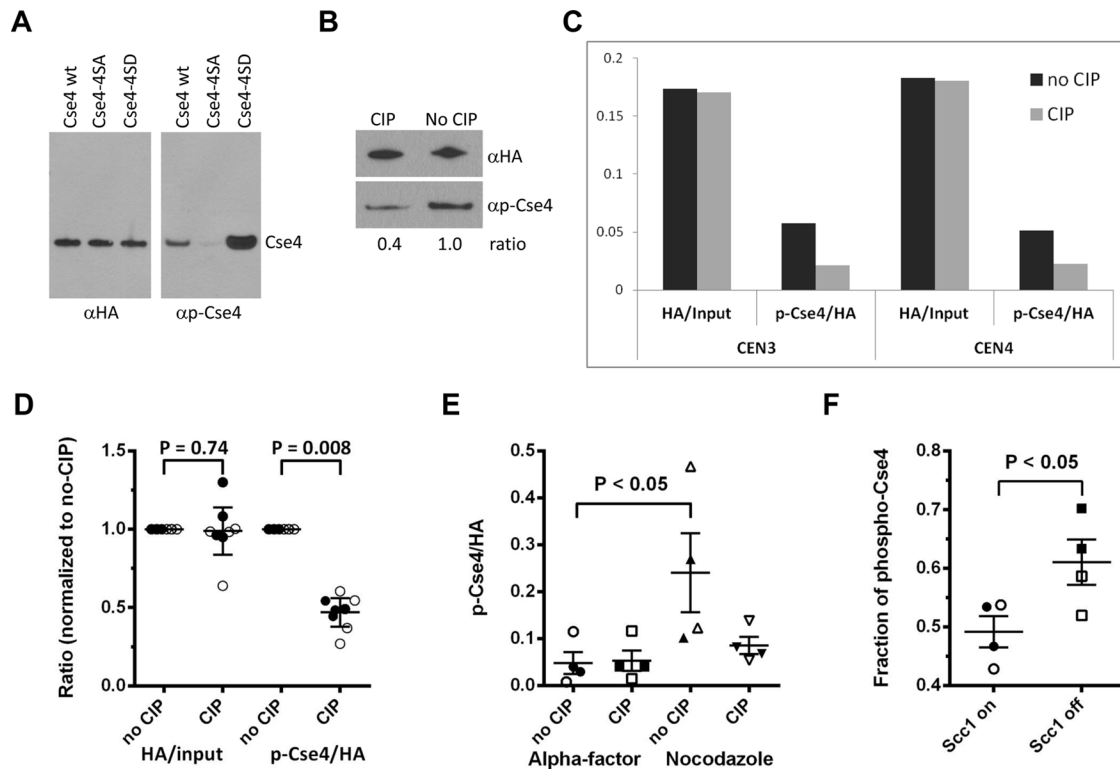 A
Cse4 wt
Cse4-4SA
Cse4-4SD
Cse4 wt
Cse4-4SA
Cse4-4SD
Cse4
αHA
αp-Cse4
B
CIP No CIP
αHA
αp-Cse4
0.4 1.0 ratio
C
0.2
0.15
0.1
0.05
0
no CIP
CIP
HA/Input p-Cse4/HA HA/Input p-Cse4/HA
CEN3 CEN4
D
Ratio (normalized to no-CIP)
1.5
1.0
0.5
0.0
P = 0.74 P = 0.008
no CIP CIP no CIP CIP
HA/input p-Cse4/HA
E
p-Cse4/HA
0.5
0.4
0.3
0.2
0.1
0.0
P < 0.05
no CIP CIP no CIP CIP
Alpha-factor Nocodazole
F
Fraction of phospho-Cse4
0.8
0.7
0.6
0.5
0.4
P < 0.05
Scc1 on Scc1 off